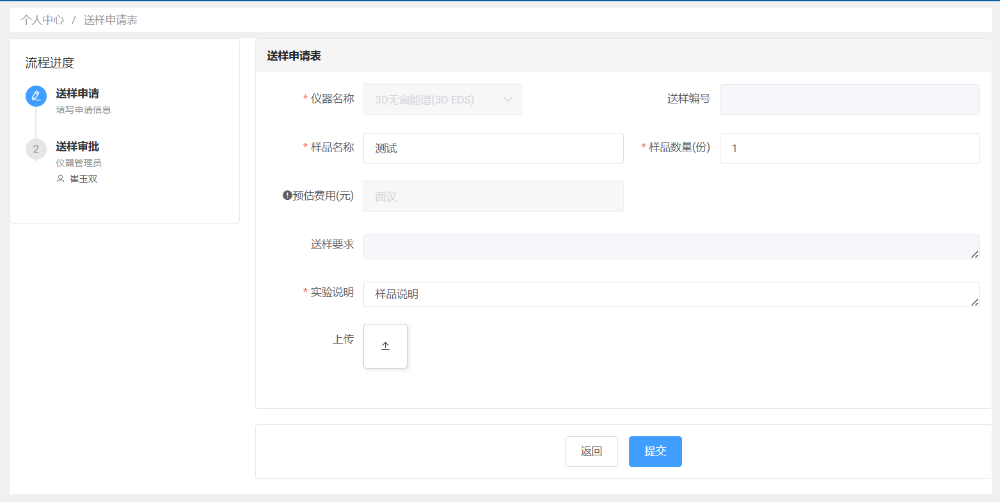 个人中心 / 送样申请表
流程进度
送样申请
填写申请信息
2
送样审批
仪器管理员
崔玉双
送样申请表
* 仪器名称 3D无窗能谱(3D-EDS) 送样编号
* 样品名称 测试 * 样品数量(份) 1
预估费用(元) 面议
送样要求
* 实验说明 样品说明
上传
返回 提交